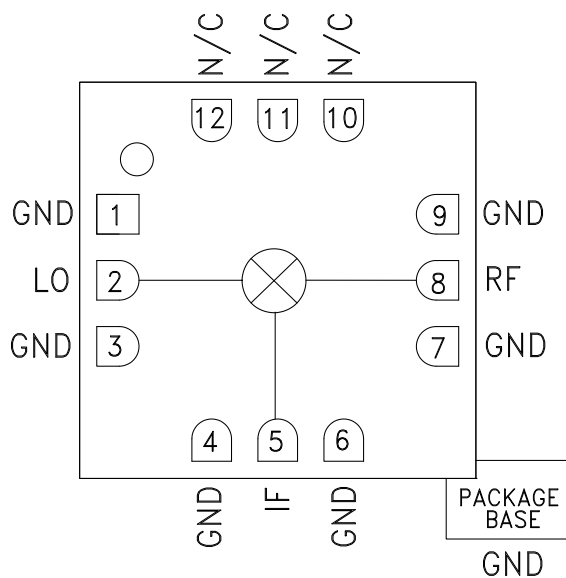 N/C N/C N/C
12 11 10
GND 1 9 GND
LO 2 8 RF
GND 3 7 GND
4 5 6
GND IF GND
PACKAGE
BASE
GND